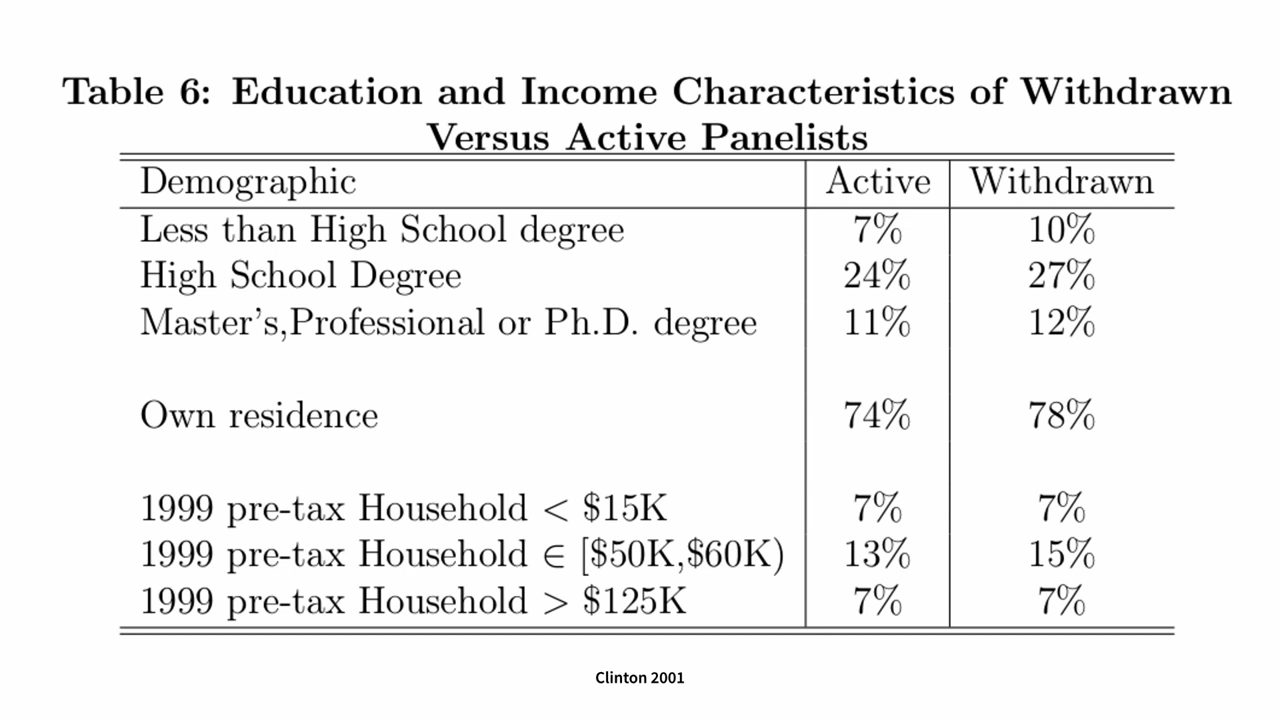 Table 6: Education and Income Characteristics of Withdrawn
Versus Active Panelists
Demographic Active Withdrawn
Less than High School degree 7% 10%
High School Degree 24% 27%
Master's,Professional or Ph.D. degree 11% 12%
Own residence 74% 78%
1999 pre-tax Household < $15K 7% 7%
1999 pre-tax Household ∈ [$50K,$60K) 13% 15%
1999 pre-tax Household > $125K 7% 7%
Clinton 2001